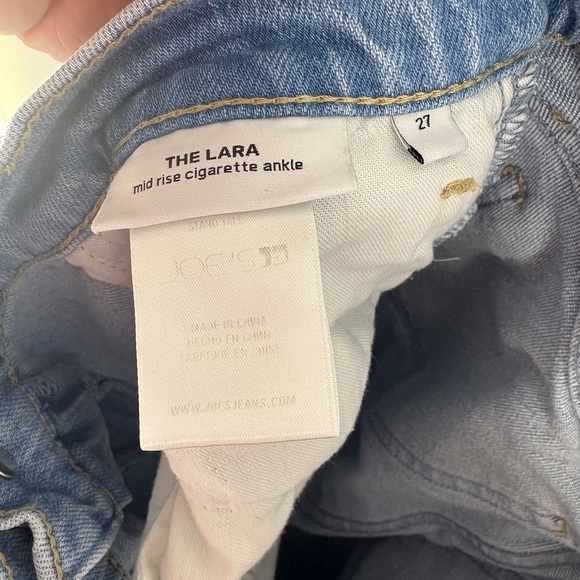 THE LARA
mid rise cigarette ankle
27
JOE'S
MADE IN CHINA
HECHO EN CHINA
FABRIQUE EN CHINE
WWW.JOESJEANS.COM